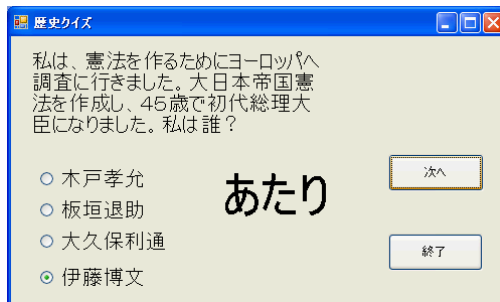 歴史クイズ
私は、憲法を作るためにヨーロッパへ
調査に行きました。大日本帝国憲
法を作成し、45歳で初代総理大
臣になりました。私は誰？
木戸孝允
板垣退助
大久保利通
伊藤博文
あたり
次へ
終了